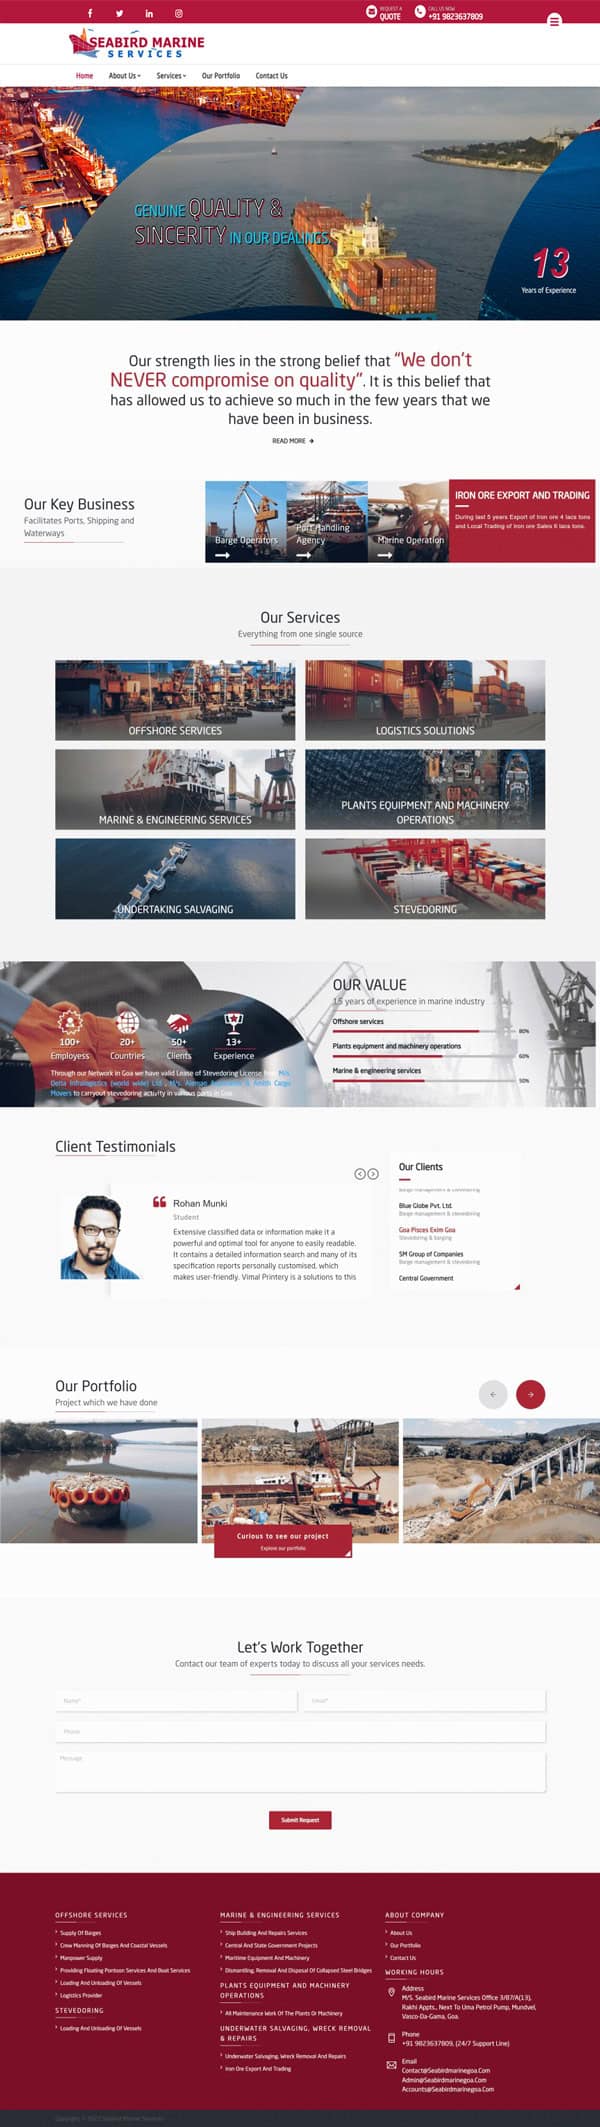 REQUEST A
QUOTE
CALL US NOW
+91 9823637809
SEABIRD MARINE
SERVICES
Home
About Us
Services
Our Portfolio
Contact Us
GENUINE QUALITY &
SINCERITY IN OUR DEALINGS.
13
Years of Experience
Our strength lies in the strong belief that "We don't
NEVER compromise on quality". It is this belief that
has allowed us to achieve so much in the few years that we
have been in business.
READ MORE
Our Key Business
Facilitates Ports, Shipping and
Waterways
Barge Operators
Port Handling
Agency
Marine Operation
IRON ORE EXPORT AND TRADING
During last 5 years Export of Iron ore 4 lacs tons
and Local Trading of Iron ore Sales 6 lacs tons.
Our Services
Everything from one single source
OFFSHORE SERVICES
LOGISTICS SOLUTIONS
MARINE & ENGINEERING SERVICES
PLANTS EQUIPMENT AND MACHINERY
OPERATIONS
UNDERTAKING SALVAGING
STEVEDORING
100+
Employess
20+
Countries
50+
Clients
13+
Experience
Through our Network in Goa we have valid Lease of Stevedoring License from M/s.
Delta Infralogistics (world wide) Ltd , M/s. & Amith Cargo
Movers to carryout stevedoring activity in various ports in Goa.
OUR VALUE
15 years of experience in marine industry
Offshore services
80%
Plants equipment and machinery operations
60%
Marine & engineering services
50%
Client Testimonials
Rohan Munki
Student
Extensive classified data or information make it a
powerful and optimal tool for anyone to easily readable.
It contains a detailed information search and many of its
specification reports personally customised, which
makes user-friendly. Vimal Printery is a solutions to this
Our Clients
Barge management & stevedoring
Blue Globe Pvt. Ltd.
Barge management & stevedoring
Goa Pisces Exim Goa
Stevedoring & barging
SM Group of Companies
Barge management & stevedoring
Central Government
Our Portfolio
Project which we have done
Curious to see our project
Explore our portfolio
Let's Work Together
Contact our team of experts today to discuss all your services needs.
Name*
Email*
Phone
Message
Submit Request
OFFSHORE SERVICES
Supply Of Barges
Crew Manning Of Barges And Coastal Vessels
Manpower Supply
Providing Floating Pontoon Services And Boat Services
Loading And Unloading Of Vessels
Logistics Provider
STEVEDORING
Loading And Unloading Of Vessels
MARINE & ENGINEERING SERVICES
Ship Building And Repairs Services
Central And State Government Projects
Maritime Equipment And Machinery
Dismantling, Removal And Disposal Of Collapsed Steel Bridges
PLANTS EQUIPMENT AND MACHINERY
OPERATIONS
All Maintenance Work Of The Plants Or Machinery
UNDERWATER SALVAGING, WRECK REMOVAL
& REPAIRS
Underwater Salvaging, Wreck Removal And Repairs
Iron Ore Export And Trading
ABOUT COMPANY
About Us
Our Portfolio
Contact Us
WORKING HOURS
Address
M/S. Seabird Marine Services Office 3/87/A(13),
Rakhi Appts., Next To Uma Petrol Pump, Mundvel,
Vasco-Da-Gama, Goa.
Phone
+91 9823637809, (24/7 Support Line)
Email
Contact@Seabirdmarinegoa.Com
Admin@Seabirdmarinegoa.Com
Accounts@Seabirdmarinegoa.Com
Copyright © 2022 Seabird Marine Services